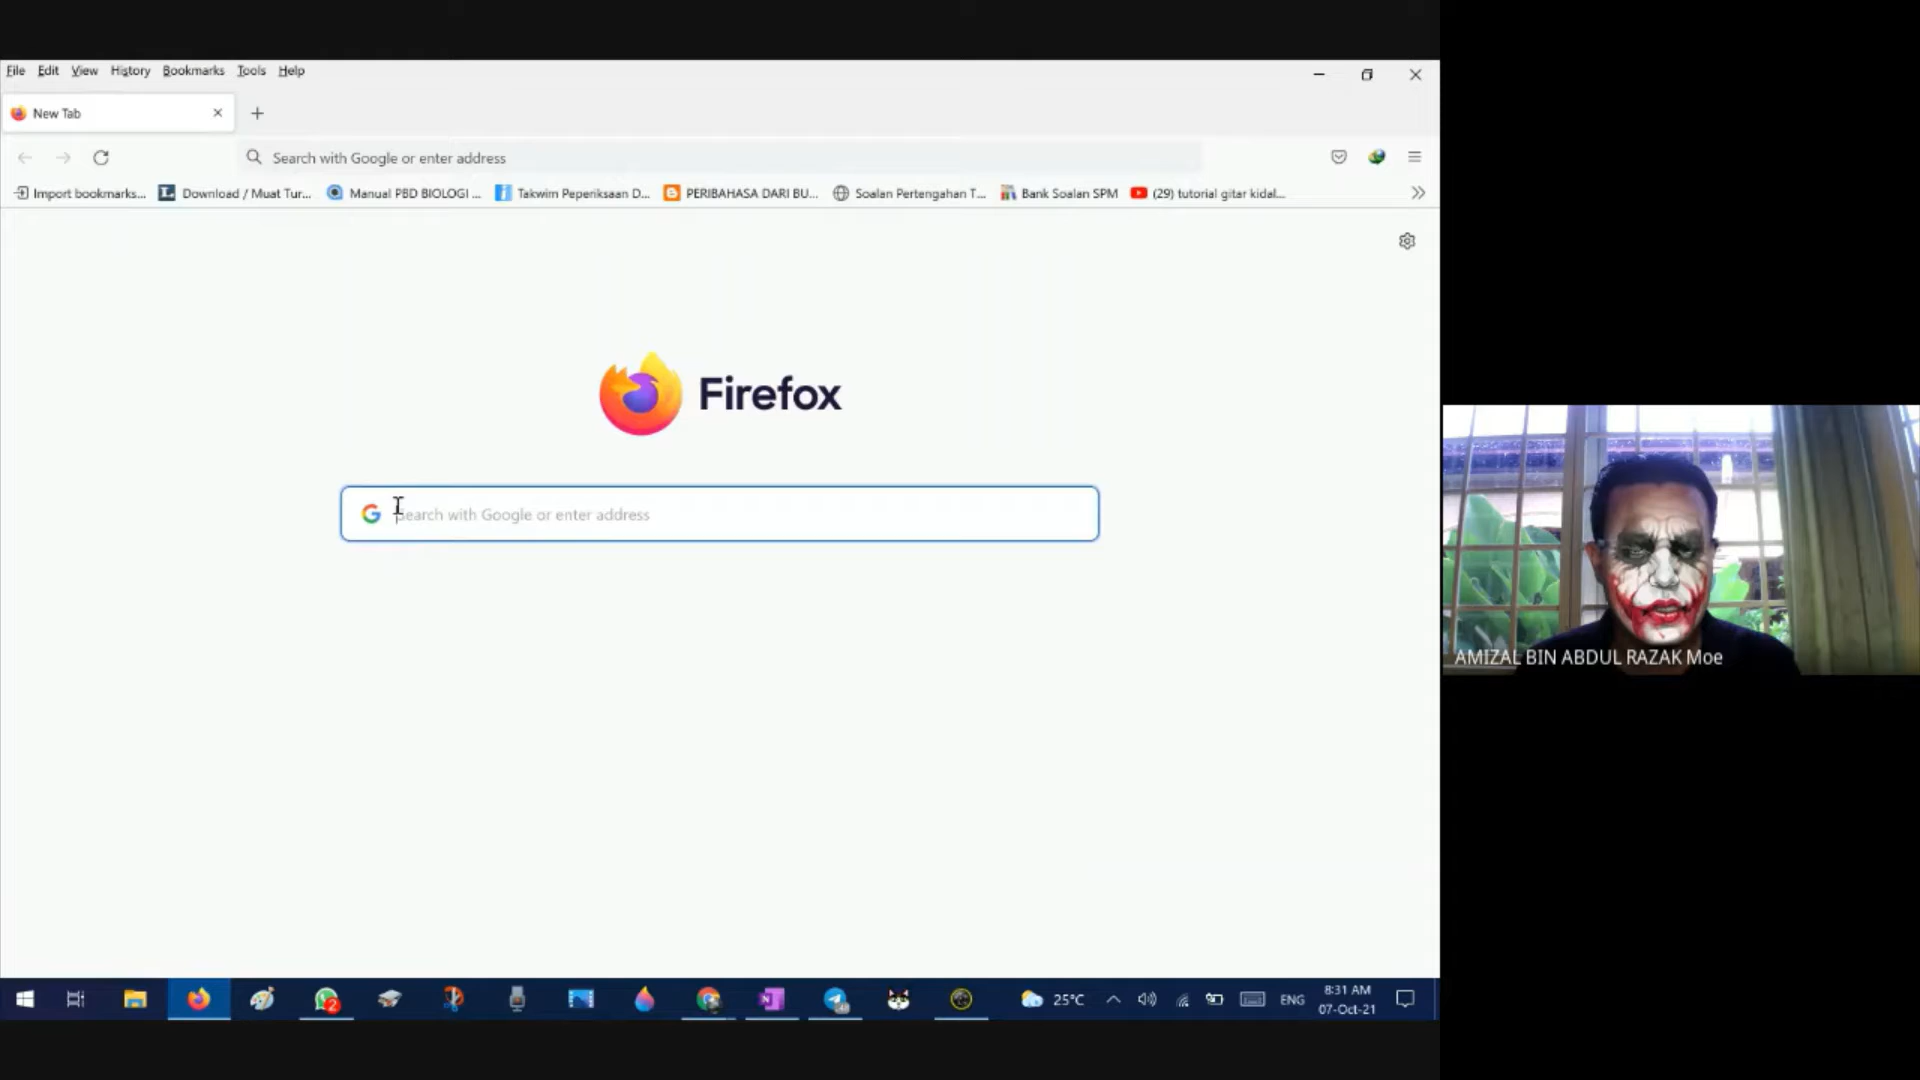 File Edit View History Bookmarks Tools Help
New Tab
Search with Google or enter address
Import bookmarks... Download / Muat Tur... Manual PBD BIOLOGI ... Takwim Peperiksaan D... PERIBAHASA DARI BU... Soalan Pertengahan T... Bank Soalan SPM (29) tutorial gitar kidal...
Firefox
Search with Google or enter address
AMIZAL BIN ABDUL RAZAK Moe
2
25°C ENG 8:31 AM
07-Oct-21